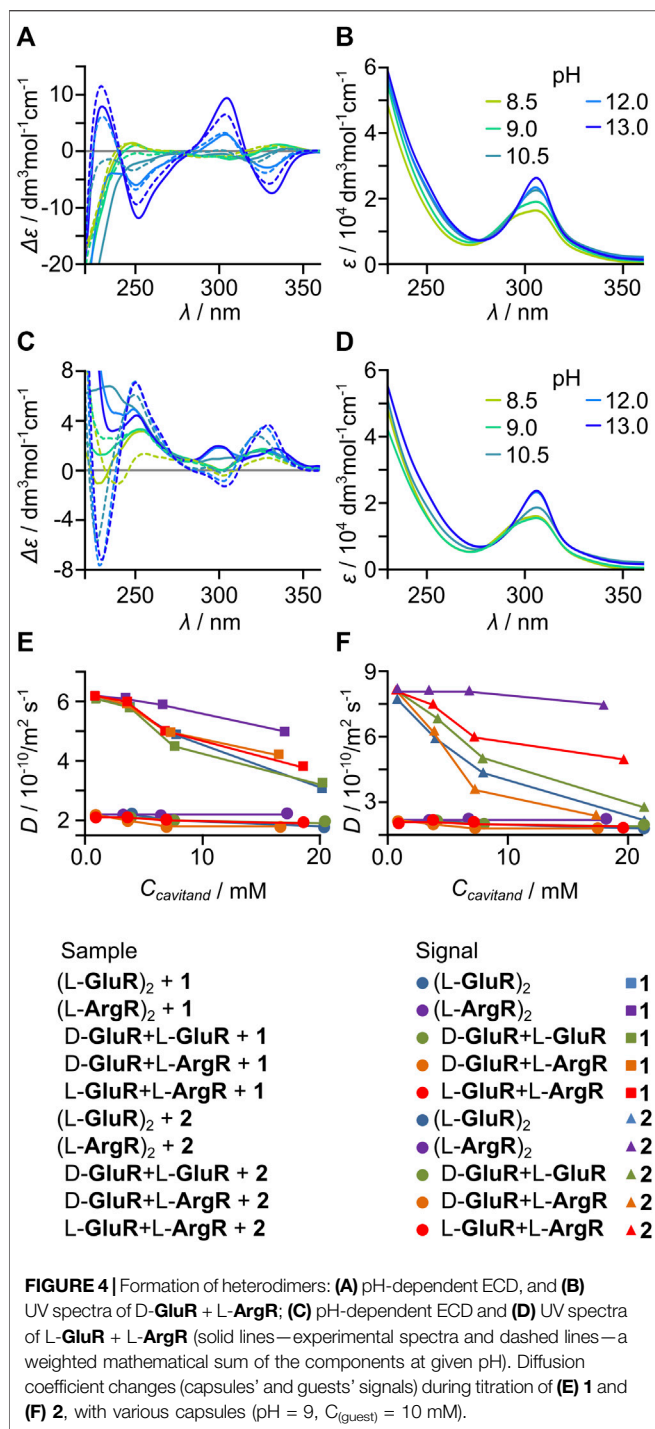 A
B
10
0
-10
-20
Δε / dm³mol⁻¹cm⁻¹
250 300 350
λ / nm
pH
8.5 12.0
9.0 13.0
10.5
6
4
2
0
ε / 10⁴ dm³mol⁻¹cm⁻¹
250 300 350
λ / nm
C
D
8
4
0
-4
-8
Δε / dm³mol⁻¹cm⁻¹
250 300 350
λ / nm
pH
8.5 12.0
9.0 13.0
10.5
6
4
2
0
ε / 10⁴ dm³mol⁻¹cm⁻¹
250 300 350
λ / nm
E
F
6
4
2
D / 10⁻¹⁰/m² s⁻¹
0.0 10 20
C cavitand / mM
9
6
3
D / 10⁻¹⁰/m² s⁻¹
0.0 10 20
C cavitand / mM
Sample Signal
(L-GluR)₂ + 1 (L-GluR)₂ 1
(L-ArgR)₂ + 1 (L-ArgR)₂ 1
D-GluR+L-GluR + 1 D-GluR+L-GluR 1
D-GluR+L-ArgR + 1 D-GluR+L-ArgR 1
L-GluR+L-ArgR + 1 L-GluR+L-ArgR 1
(L-GluR)₂ + 2 (L-GluR)₂ 2
(L-ArgR)₂ + 2 (L-ArgR)₂ 2
D-GluR+L-GluR + 2 D-GluR+L-GluR 2
D-GluR+L-ArgR + 2 D-GluR+L-ArgR 2
L-GluR+L-ArgR + 2 L-GluR+L-ArgR 2
FIGURE 4 | Formation of heterodimers: (A) pH-dependent ECD, and (B)
UV spectra of D-GluR + L-ArgR; (C) pH-dependent ECD and (D) UV spectra
of L-GluR + L-ArgR (solid lines—experimental spectra and dashed lines—a
weighted mathematical sum of the components at given pH). Diffusion
coefficient changes (capsules' and guests' signals) during titration of (E) 1 and
(F) 2, with various capsules (pH = 9, C(guest) = 10 mM).